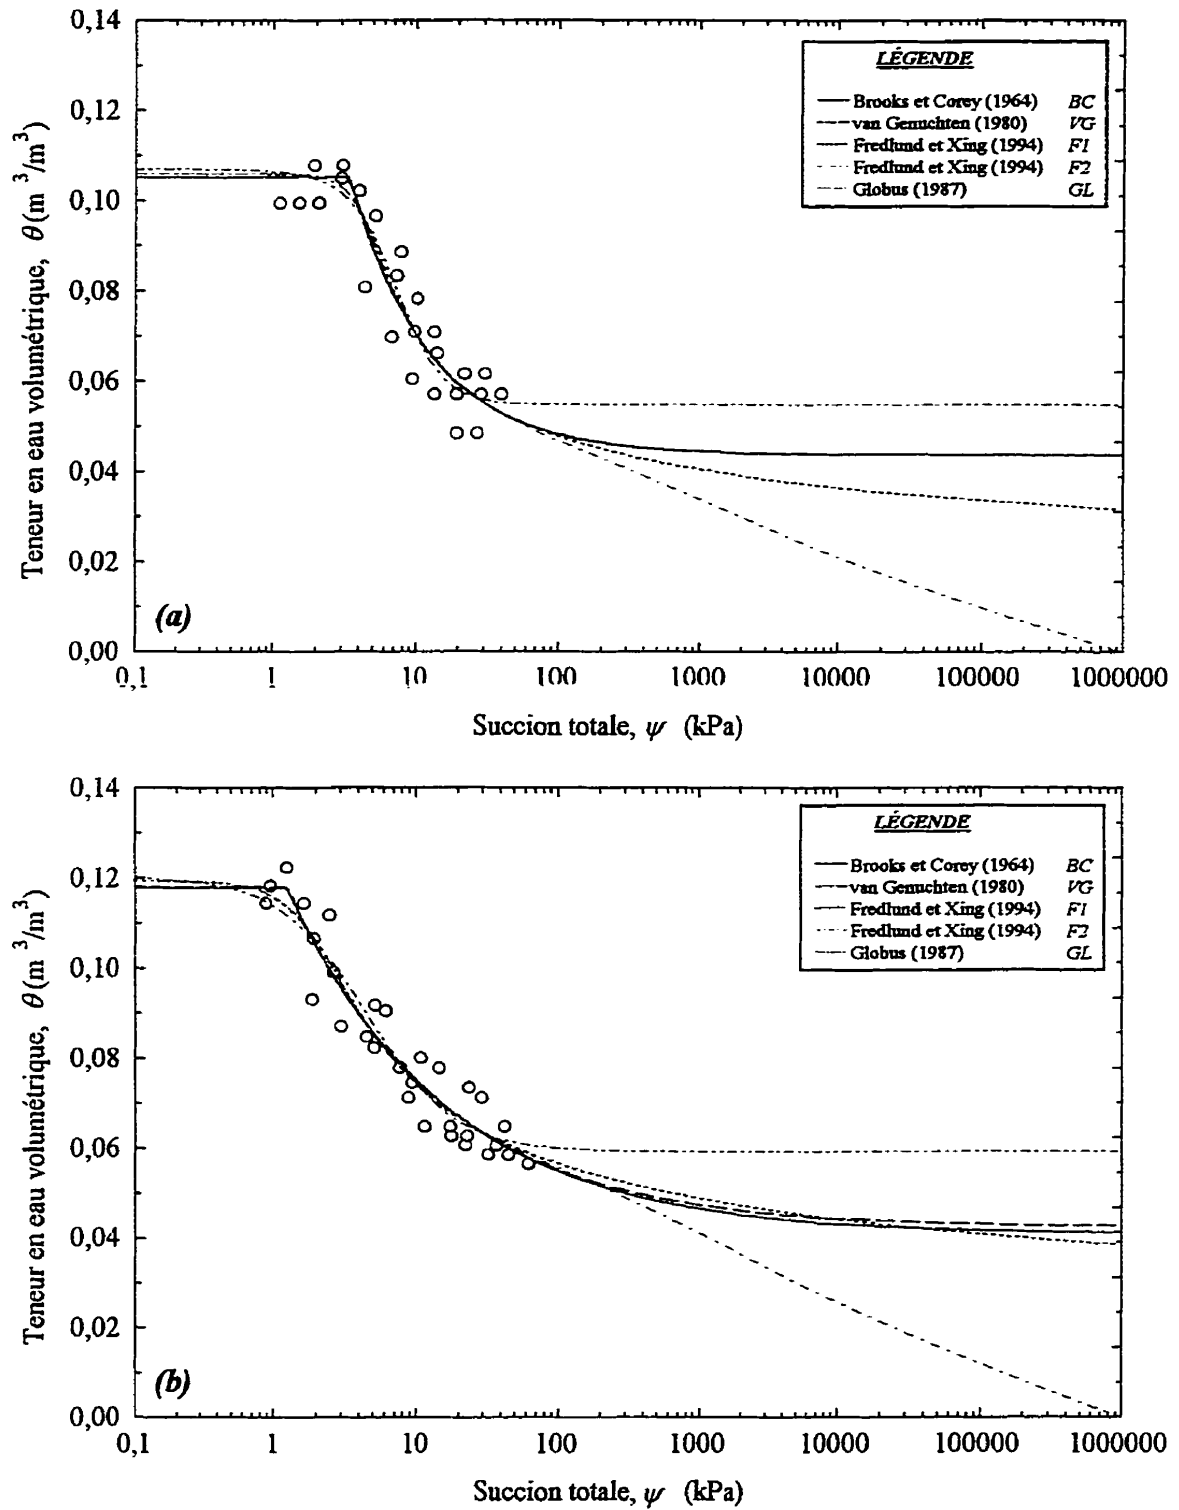 0,14
0,12
0,10
0,08
0,06
0,04
0,02
0,00
Teneur en eau volumétrique, θ(m³/m³)
LÉGENDE
Brooks et Corey (1964) BC
van Genuchten (1980) VG
Fredlund et Xing (1994) F1
Fredlund et Xing (1994) F2
Globus (1987) GL
(a)
0,1 1 10 100 1000 10000 100000 1000000
Succion totale, ψ (kPa)
0,14
0,12
0,10
0,08
0,06
0,04
0,02
0,00
Teneur en eau volumétrique, θ(m³/m³)
LÉGENDE
Brooks et Corey (1964) BC
van Genuchten (1980) VG
Fredlund et Xing (1994) F1
Fredlund et Xing (1994) F2
Globus (1987) GL
(b)
0,1 1 10 100 1000 10000 100000 1000000
Succion totale, ψ (kPa)